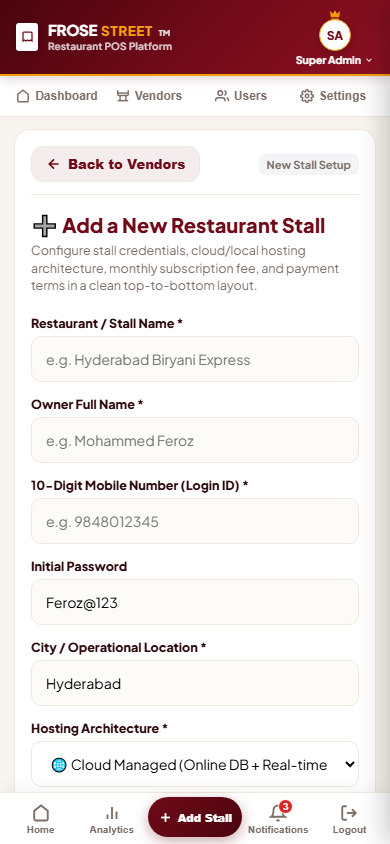 FROSE STREET TM
Restaurant POS Platform
SA
Super Admin
Dashboard
Vendors
Users
Settings
← Back to Vendors
New Stall Setup
➕ Add a New Restaurant Stall
Configure stall credentials, cloud/local hosting
architecture, monthly subscription fee, and payment
terms in a clean top-to-bottom layout.
Restaurant / Stall Name *
e.g. Hyderabad Biryani Express
Owner Full Name *
e.g. Mohammed Feroz
10-Digit Mobile Number (Login ID) *
e.g. 9848012345
Initial Password
Feroz@123
City / Operational Location *
Hyderabad
Hosting Architecture *
🌐 Cloud Managed (Online DB + Real-time
Home
Analytics
+ Add Stall
3
Notifications
Logout